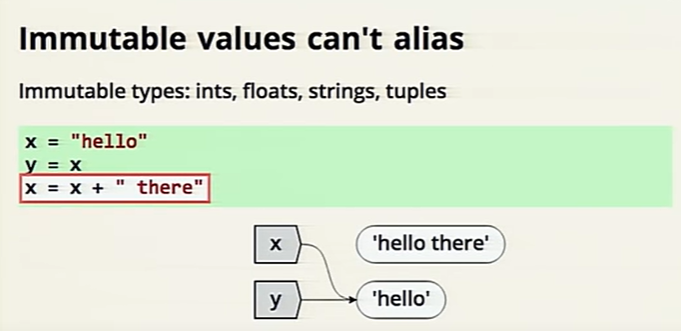 Immutable values can't alias
Immutable types: ints, floats, strings, tuples
x = "hello"
y = x
x = x + " there"
x
'hello there'
y
'hello'